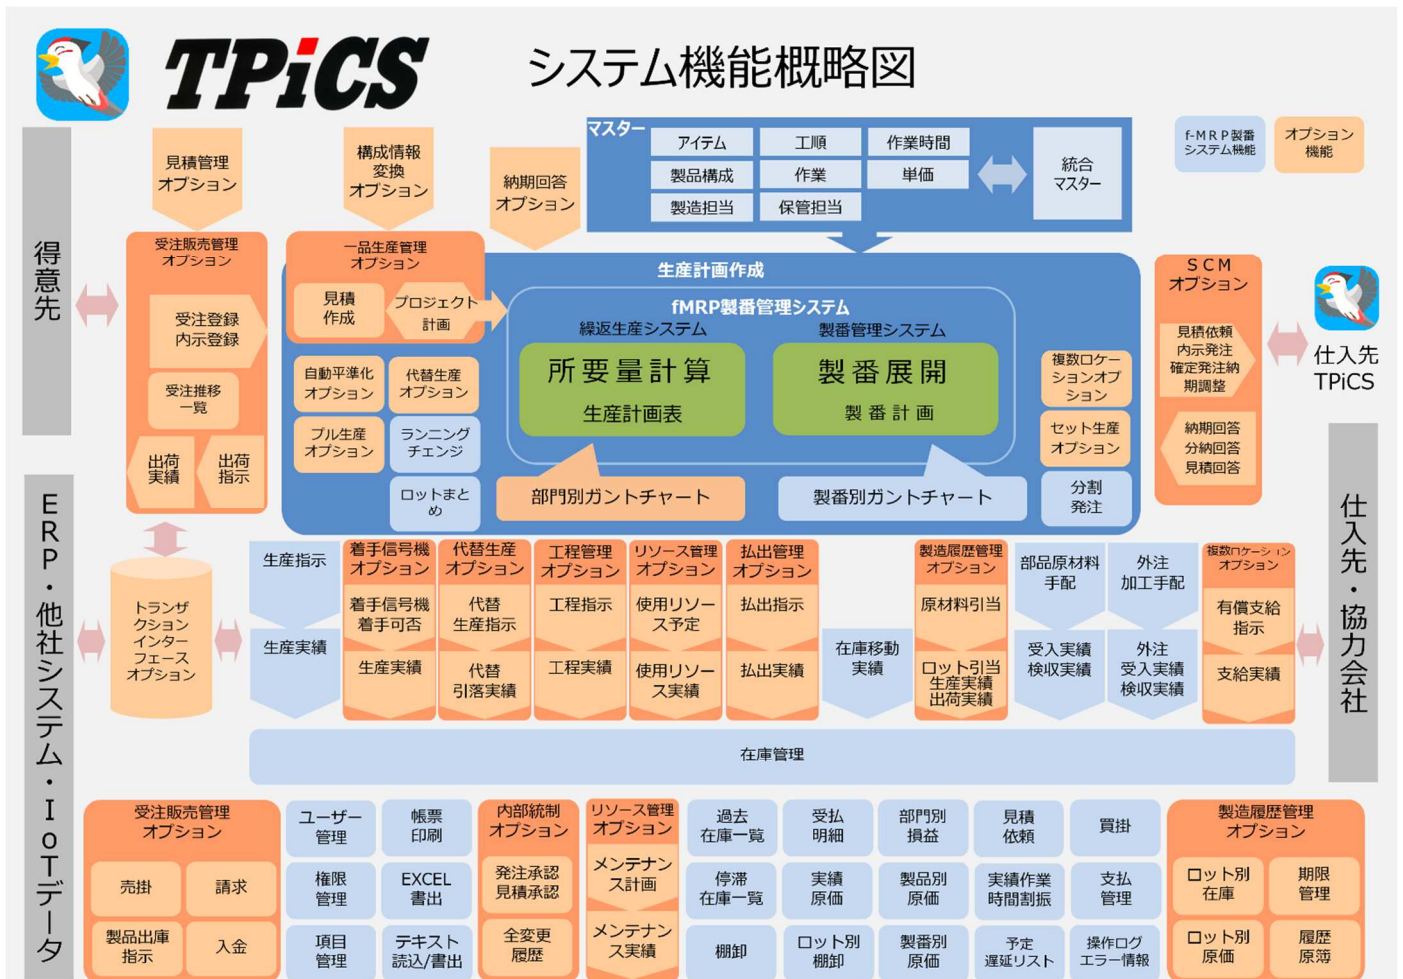 TPiCS
システム機能概略図
f-ＭＲＰ製番
システム機能
オプション
機能
マスター
アイテム
工順
作業時間
製品構成
作業
単価
製造担当
保管担当
統合
マスター
見積管理
オプション
構成情報
変換
オプション
納期回答
オプション
得意先
受注販売管理
オプション
受注登録
内示登録
受注推移
一覧
出荷
実績
出荷
指示
一品生産管理
オプション
見積
作成
プロジェクト
計画
生産計画作成
fMRP製番管理システム
繰返生産システム
所要量計算
生産計画表
製番管理システム
製番展開
製番計画
自動平準化
オプション
代替生産
オプション
プル生産
オプション
ランニング
チェンジ
ロットまと
め
部門別ガントチャート
製番別ガントチャート
複数ロケー
ションオプ
ション
セット生産
オプション
分割
発注
ＳＣＭ
オプション
見積依頼
内示発注
確定発注納
期調整
納期回答
分納回答
見積回答
仕入先
TPiCS
仕入先・協力会社
ERP・他社システム・IoTデータ
トランザ
クション
インター
フェース
オプション
生産指示
生産実績
着手信号機
オプション
着手信号機
着手可否
生産実績
代替生産
オプション
代替
生産指示
代替
引落実績
工程管理
オプション
工程指示
工程実績
リソース管理
オプション
使用リソー
ス予定
使用リソー
ス実績
払出管理
オプション
払出指示
払出実績
在庫移動
実績
製造履歴管理
オプション
原材料引当
ロット引当
生産実績
出荷実績
部品原材料
手配
受入実績
検収実績
外注
加工手配
外注
受入実績
検収実績
複数ロケーション
オプション
有償支給
指示
支給実績
在庫管理
受注販売管理
オプション
売掛
請求
製品出庫
指示
入金
ユーザー
管理
帳票
印刷
権限
管理
EXCEL
書出
項目
管理
テキスト
読込/書出
内部統制
オプション
発注承認
見積承認
全変更
履歴
リソース管理
オプション
メンテナン
ス計画
メンテナン
ス実績
過去
在庫一覧
受払
明細
部門別
損益
見積
依頼
買掛
停滞
在庫一覧
実績
原価
製品別
原価
実績作業
時間割振
支払
管理
棚卸
ロット別
棚卸
製番別
原価
予定
遅延リスト
操作ログ
エラー情報
製造履歴管理
オプション
ロット別
在庫
期限
管理
ロット別
原価
履歴
原簿